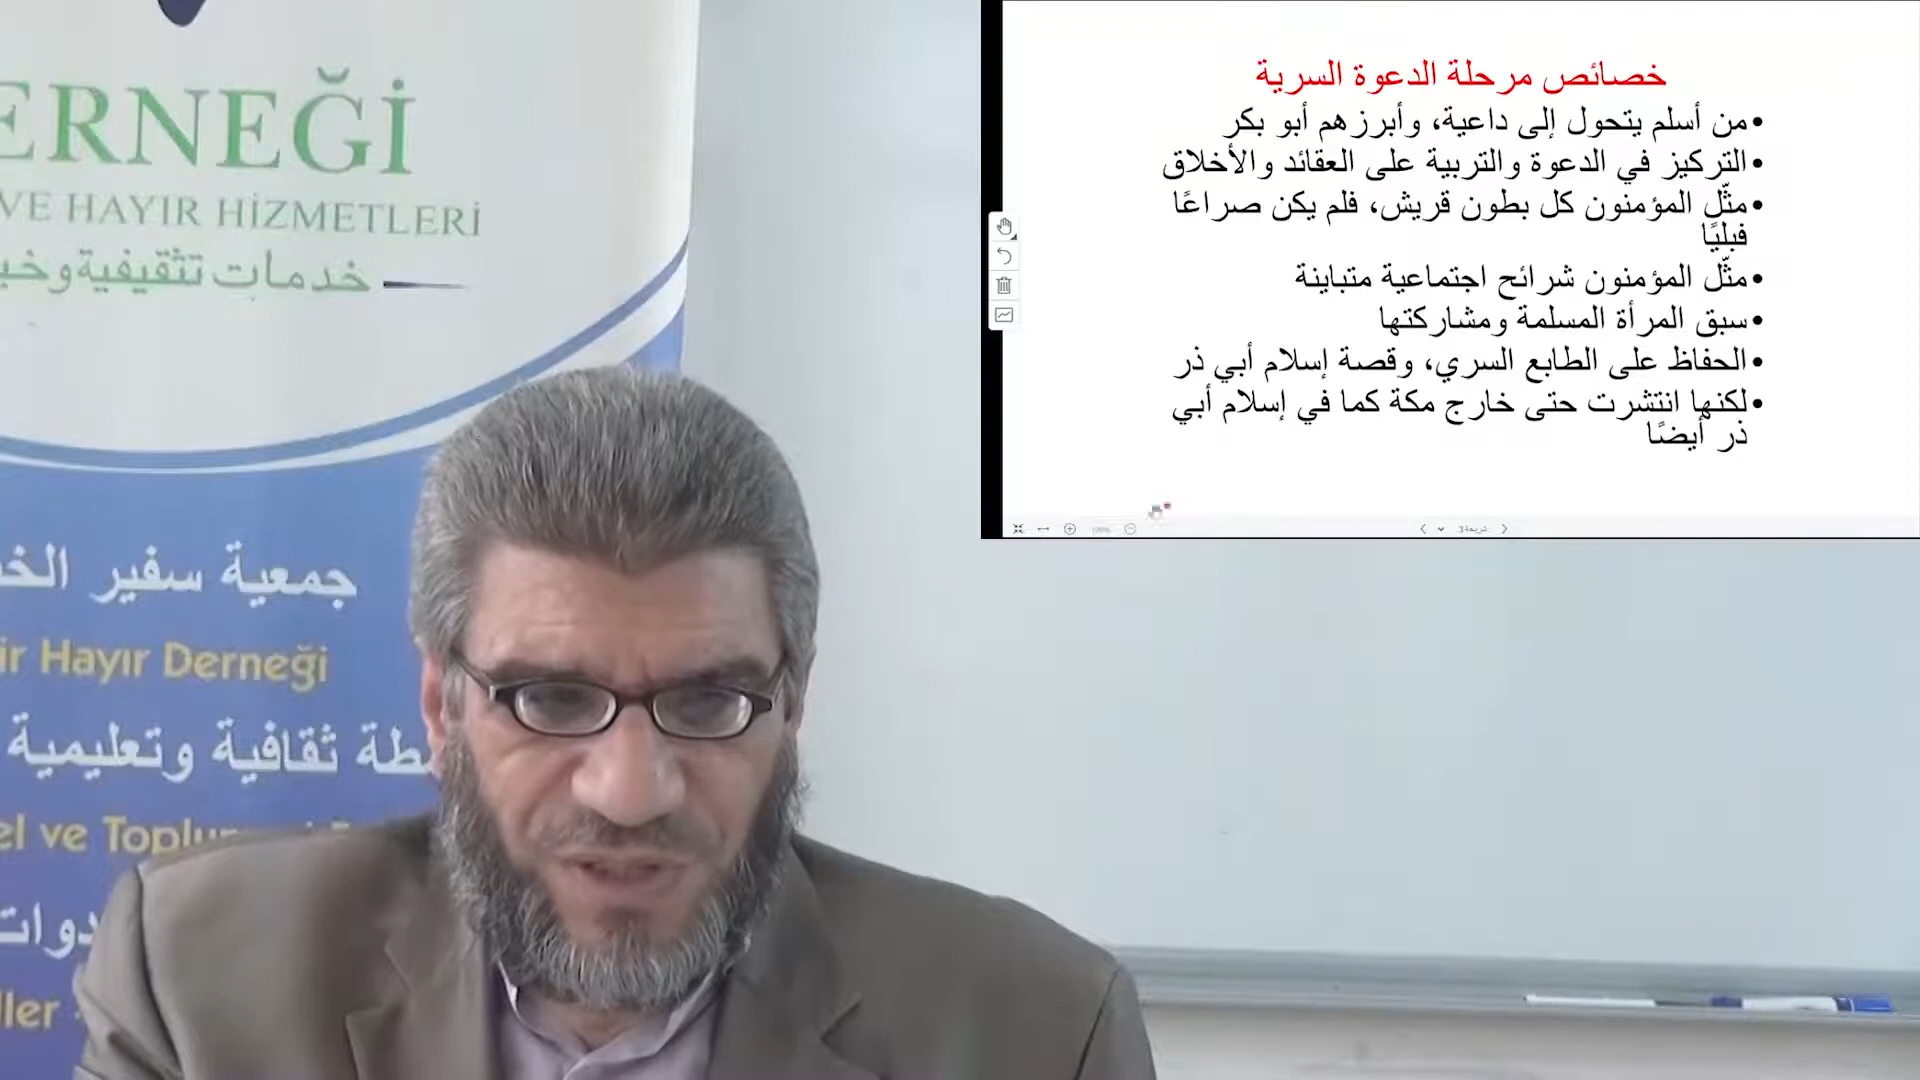 ERNEĞİ
VE HAYIR HİZMETLERİ
خدمات تثقيفية وخي
جمعية سفير الخ
ir Hayır Derneği
طة ثقافية وتعليمية
el ve Toplu
دوات
ller
خصائص مرحلة الدعوة السرية
•من أسلم يتحول إلى داعية، وأبرزهم أبو بكر
•التركيز في الدعوة والتربية على العقائد والأخلاق
•مثّل المؤمنون كل بطون قريش، فلم يكن صراعًا
قبليًا
•مثّل المؤمنون شرائح اجتماعية متباينة
•سبق المرأة المسلمة ومشاركتها
•الحفاظ على الطابع السري، وقصة إسلام أبي ذر
•لكنها انتشرت حتى خارج مكة كما في إسلام أبي
ذر أيضًا
100%
شريحة 3